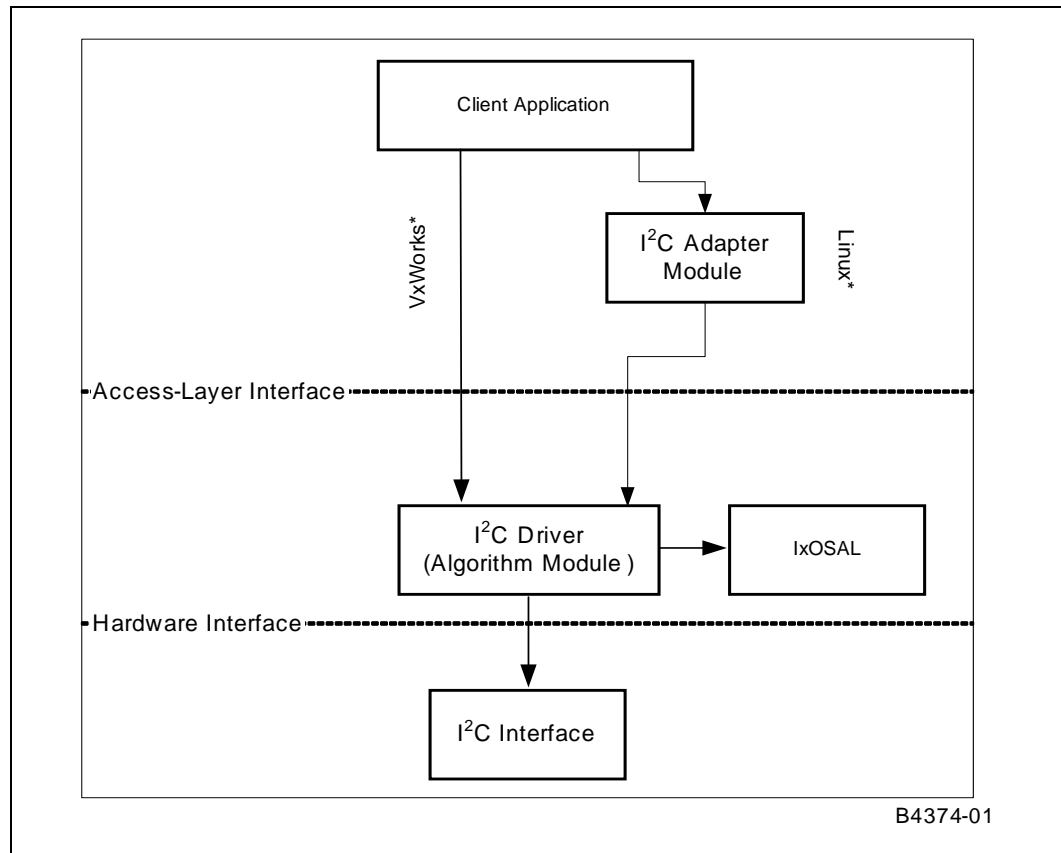 Client Application
VxWorks*
I²C Adapter
Module
Linux*
Access-Layer Interface
I²C Driver
(Algorithm Module )
IxOSAL
Hardware Interface
I²C Interface
B4374-01